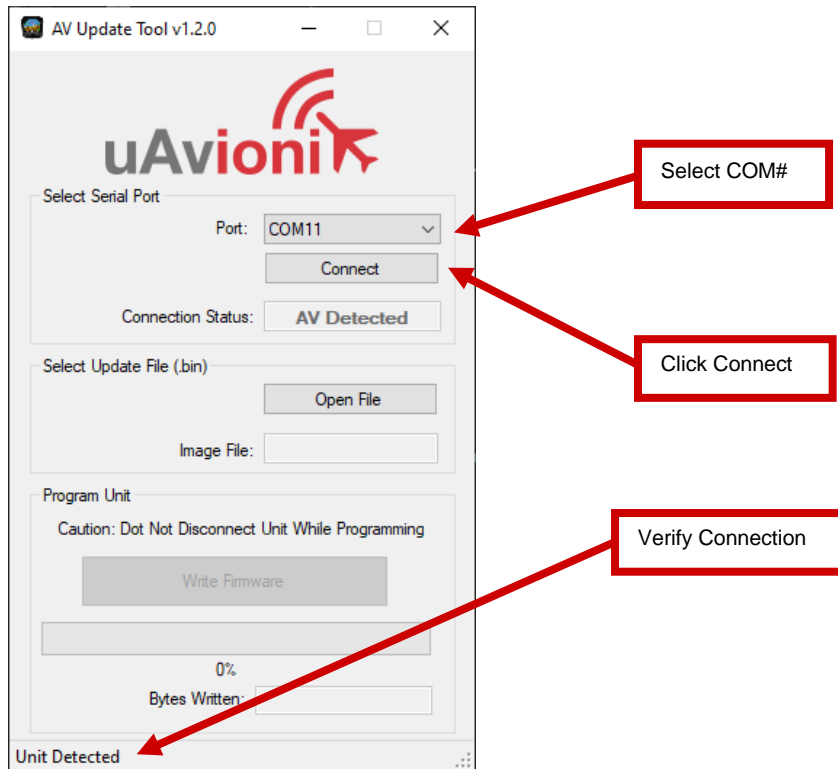 AV Update Tool v1.2.0
uAvioni
Select Serial Port
Port: COM11
Connect
Connection Status: AV Detected
Select Update File (.bin)
Open File
Image File:
Program Unit
Caution: Dot Not Disconnect Unit While Programming
Write Firmware
0%
Bytes Written:
Unit Detected
Select COM#
Click Connect
Verify Connection